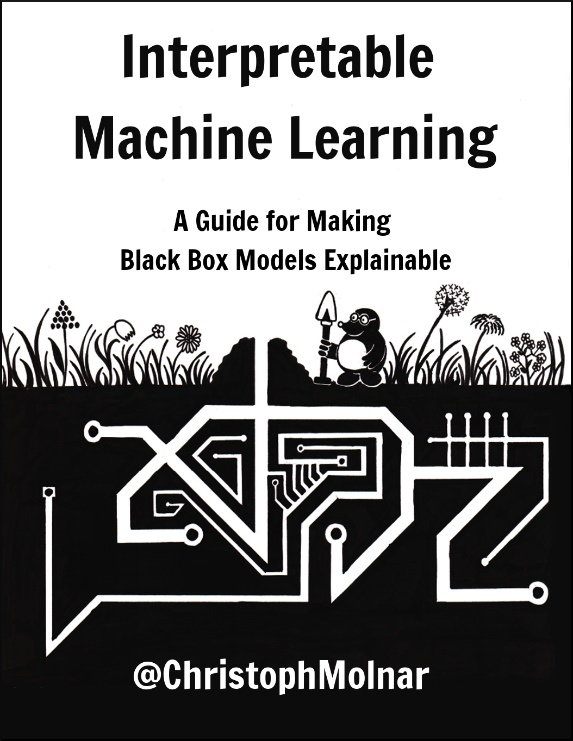 Interpretable
Machine Learning
A Guide for Making
Black Box Models Explainable
@ChristophMolnar